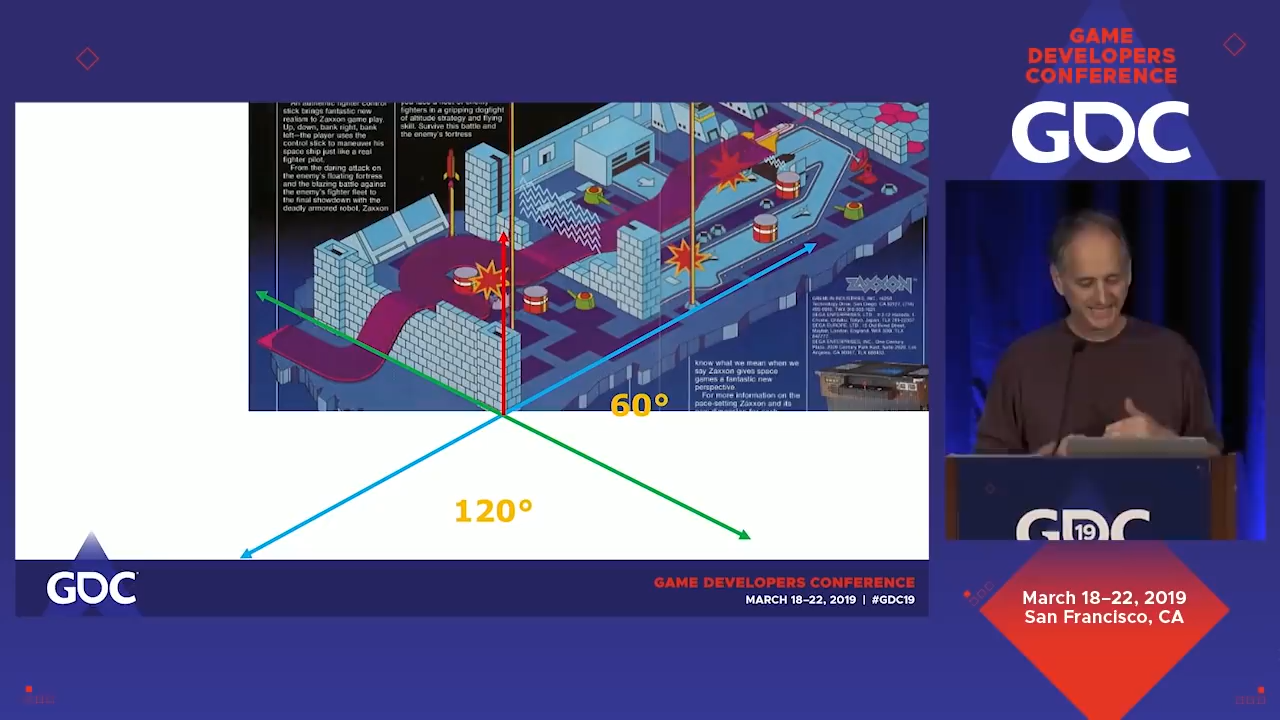 GAME
DEVELOPERS
CONFERENCE
GDC
An authentic fighter control
stick brings fantastic new
realism to Zaxxon game play.
Up, down, bank right, bank
left—the player uses the
control stick to maneuver his
space ship just like a real
fighter pilot.
From the daring attack on
the enemy's floating fortress
and the blazing battle against
the enemy's fighter fleet to
the final showdown with the
deadly armored robot, Zaxxon
fighters in a gripping dogfight
of altitude strategy and flying
skill. Survive this battle and
the enemy's fortress
ZAXXON
know what we mean when we
say Zaxxon gives space
games a fantastic new
perspective.
For more information on the
pace-setting Zaxxon and its
60°
120°
GDC
GAME DEVELOPERS CONFERENCE
MARCH 18–22, 2019 | #GDC19
GDC
19
March 18–22, 2019
San Francisco, CA